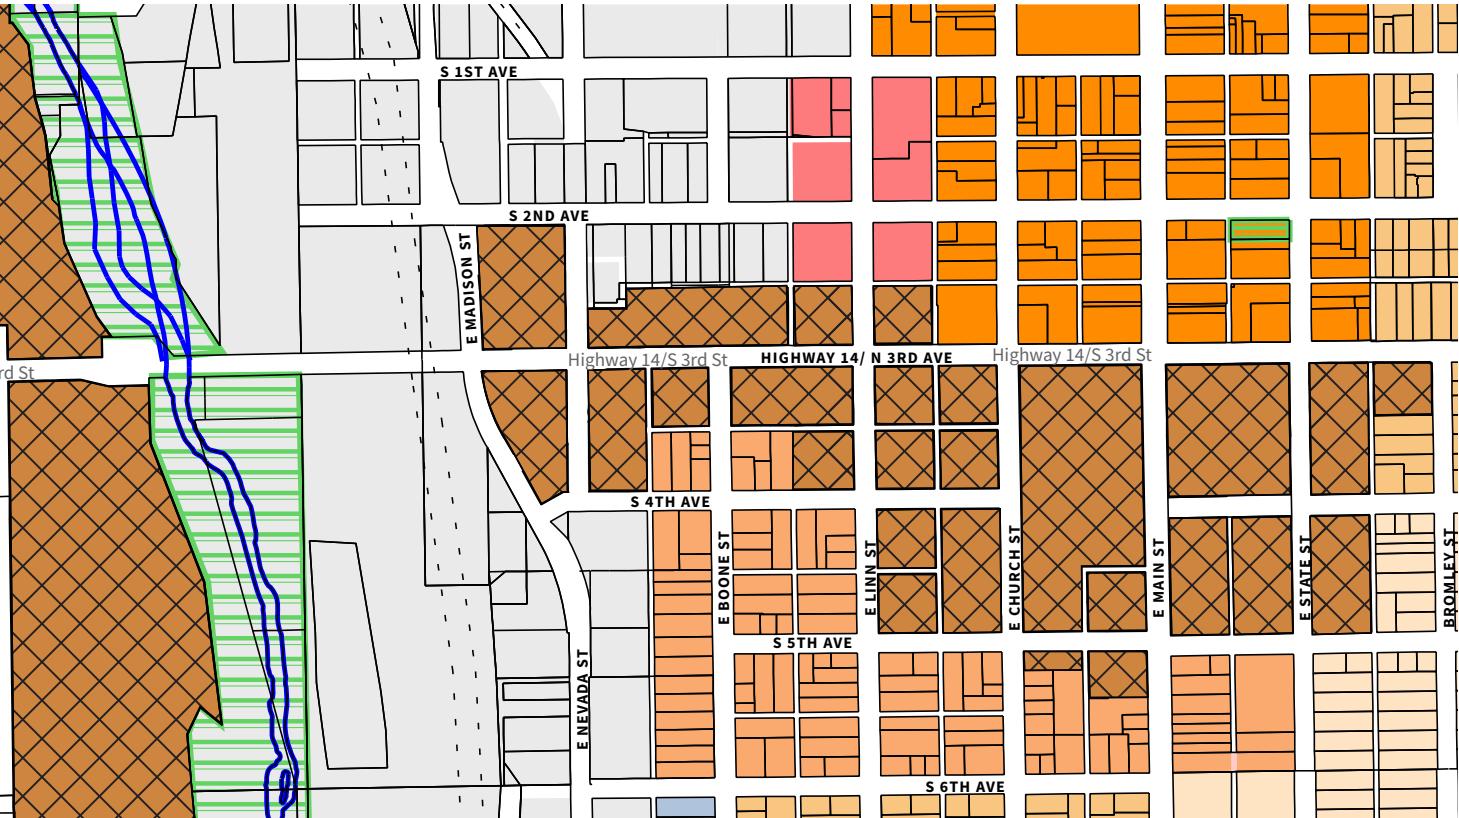 S 1ST AVE
S 2ND AVE
E MADISON ST
Highway 14/S 3rd St
HIGHWAY 14/ N 3RD AVE
Highway 14/S 3rd St
rd St
S 4TH AVE
E BOONE ST
E LINN ST
E CHURCH ST
E MAIN ST
E STATE ST
BROMLEY ST
S 5TH AVE
E NEVADA ST
S 6TH AVE